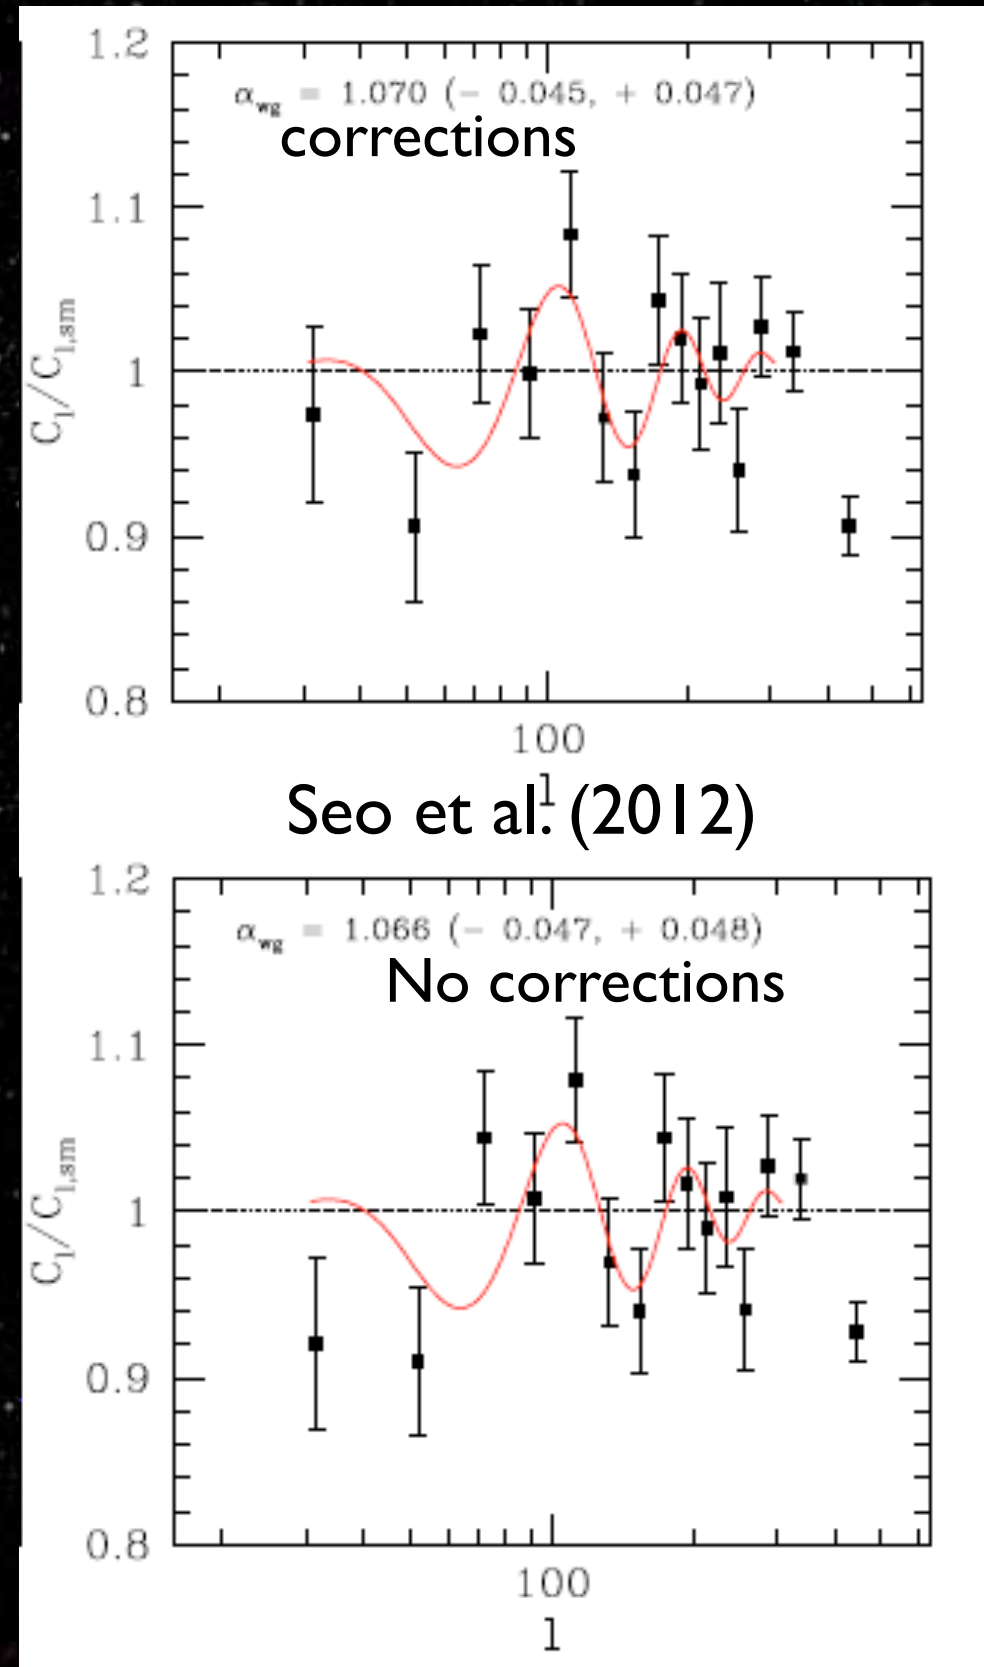 1.2
α_wg = 1.070 (− 0.045, + 0.047)
corrections
1.1
C_l/C_l,sm
1
0.9
0.8
100
l
Seo et al. (2012)
1.2
α_wg = 1.066 (− 0.047, + 0.048)
No corrections
1.1
C_l/C_l,sm
1
0.9
0.8
100
l